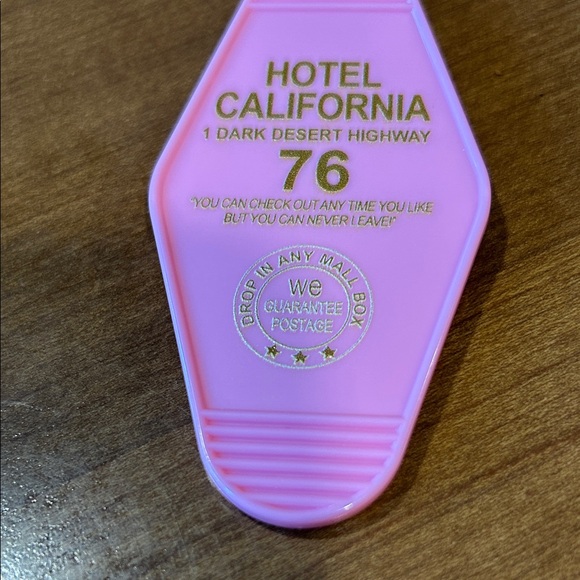 HOTEL
CALIFORNIA
1 DARK DESERT HIGHWAY
76
"YOU CAN CHECK OUT ANY TIME YOU LIKE
BUT YOU CAN NEVER LEAVE!"
DROP IN ANY MALL BOX
we
GUARANTEE
POSTAGE